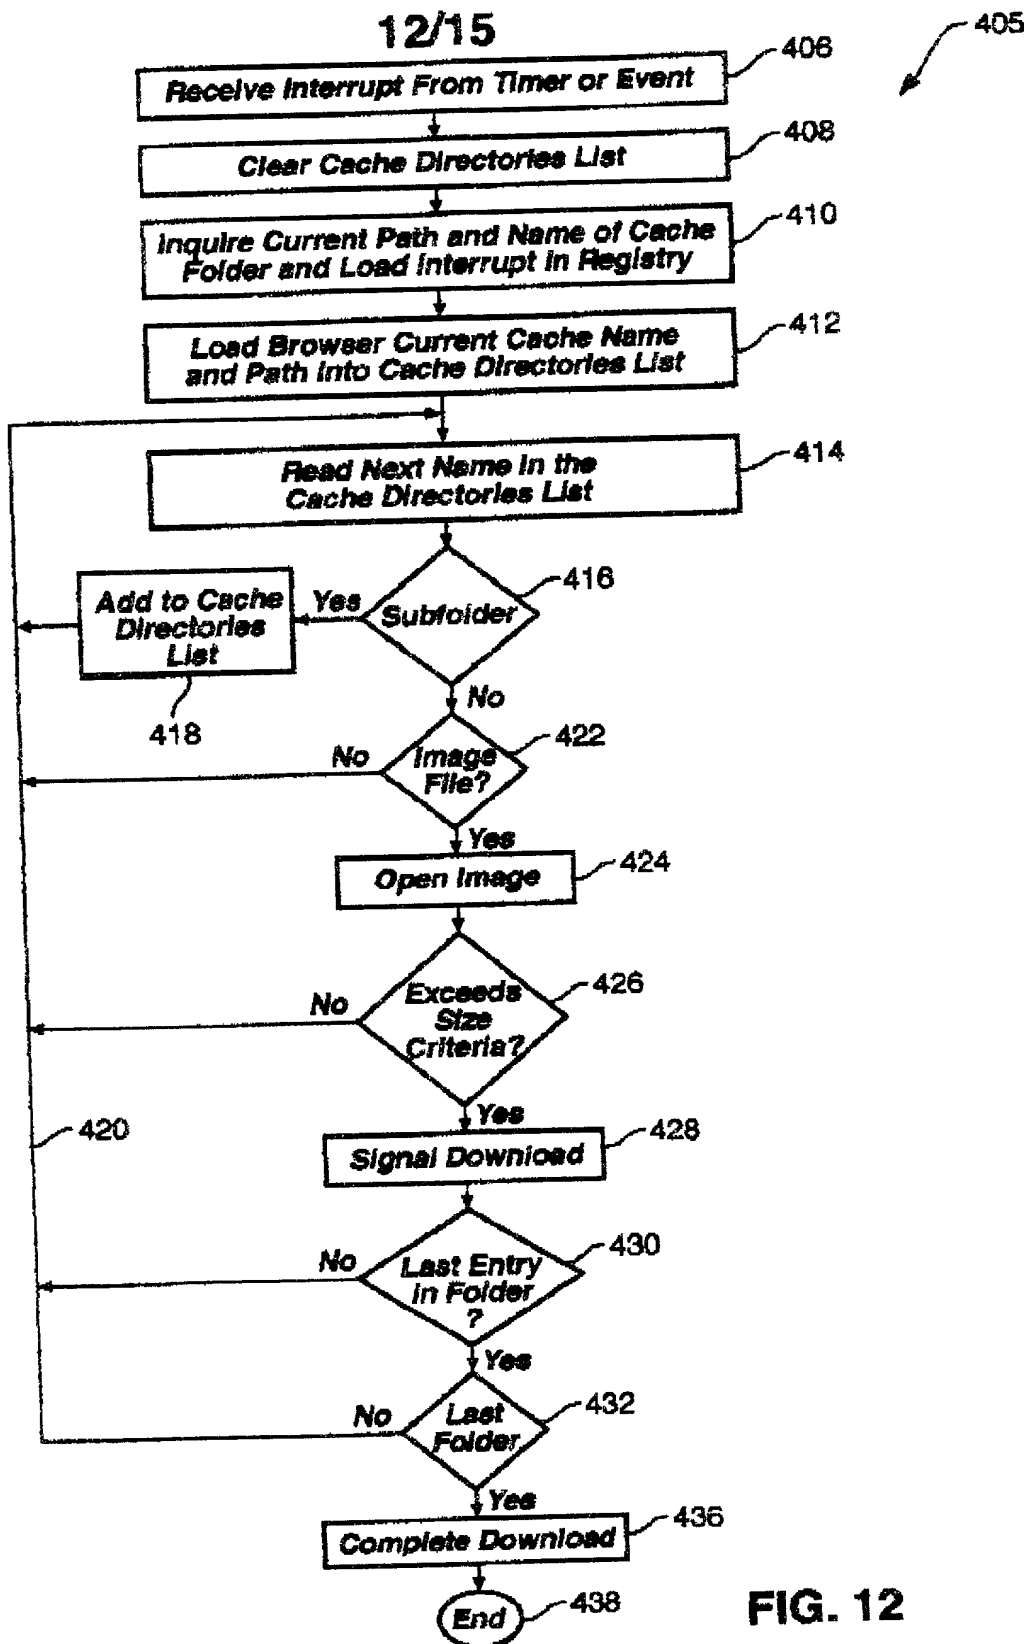 12/15
405
Receive Interrupt From Timer or Event
406
Clear Cache Directories List
408
Inquire Current Path and Name of Cache
Folder and Load Interrupt in Registry
410
Load Browser Current Cache Name
and Path Into Cache Directories List
412
Read Next Name in the
Cache Directories List
414
Subfolder
416
Yes
Add to Cache
Directories
List
418
No
Image
File?
422
No
Yes
Open Image
424
Exceeds
Size
Criteria?
426
No
Yes
420
Signal Download
428
Last Entry
in Folder
?
430
No
Yes
Last
Folder
432
No
Yes
Complete Download
436
End
438
FIG. 12